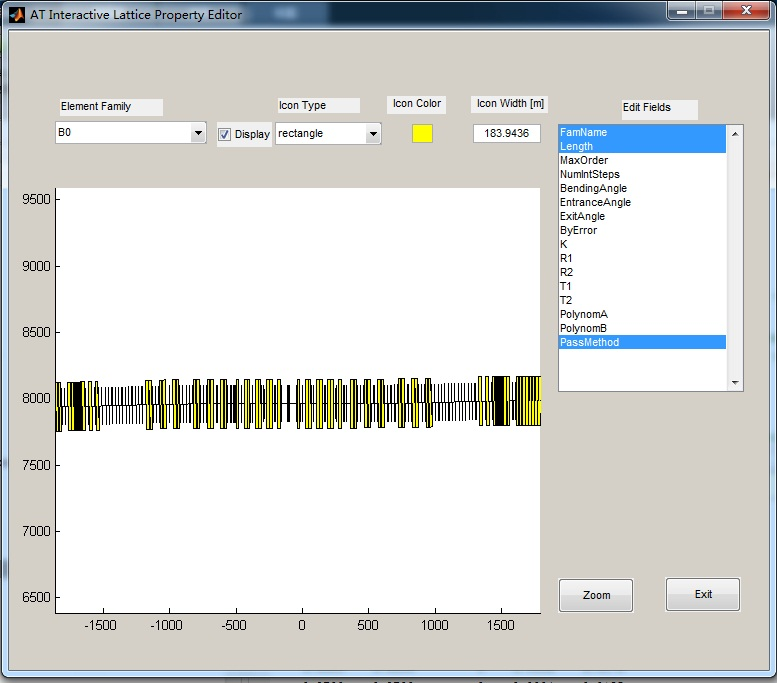 AT Interactive Lattice Property Editor
Element Family
Icon Type
Icon Color
Icon Width [m]
Edit Fields
B0
Display
rectangle
183.9436
FamName
Length
MaxOrder
NumIntSteps
BendingAngle
EntranceAngle
ExitAngle
ByError
K
R1
R2
T1
T2
PolynomA
PolynomB
PassMethod
9500
9000
8500
8000
7500
7000
6500
-1500 -1000 -500 0 500 1000 1500
Zoom
Exit